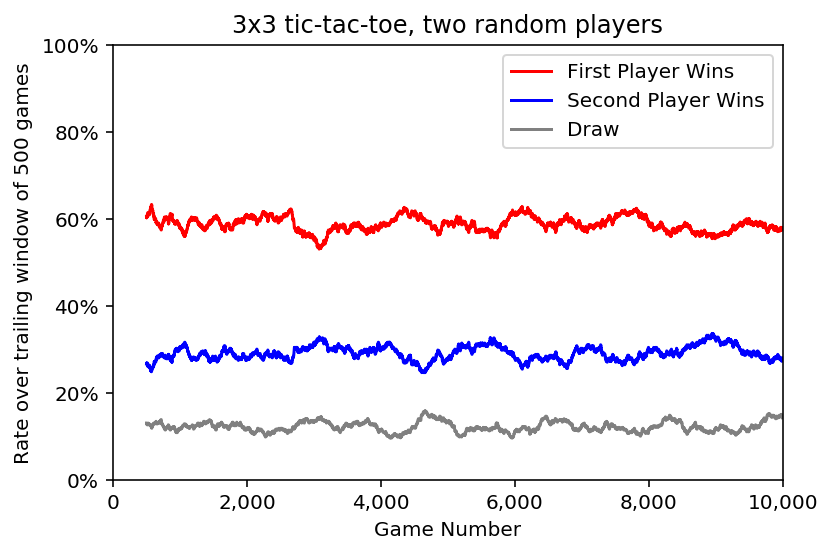 3x3 tic-tac-toe, two random players
Rate over trailing window of 500 games
100%
80%
60%
40%
20%
0%
First Player Wins
Second Player Wins
Draw
0 2,000 4,000 6,000 8,000 10,000
Game Number